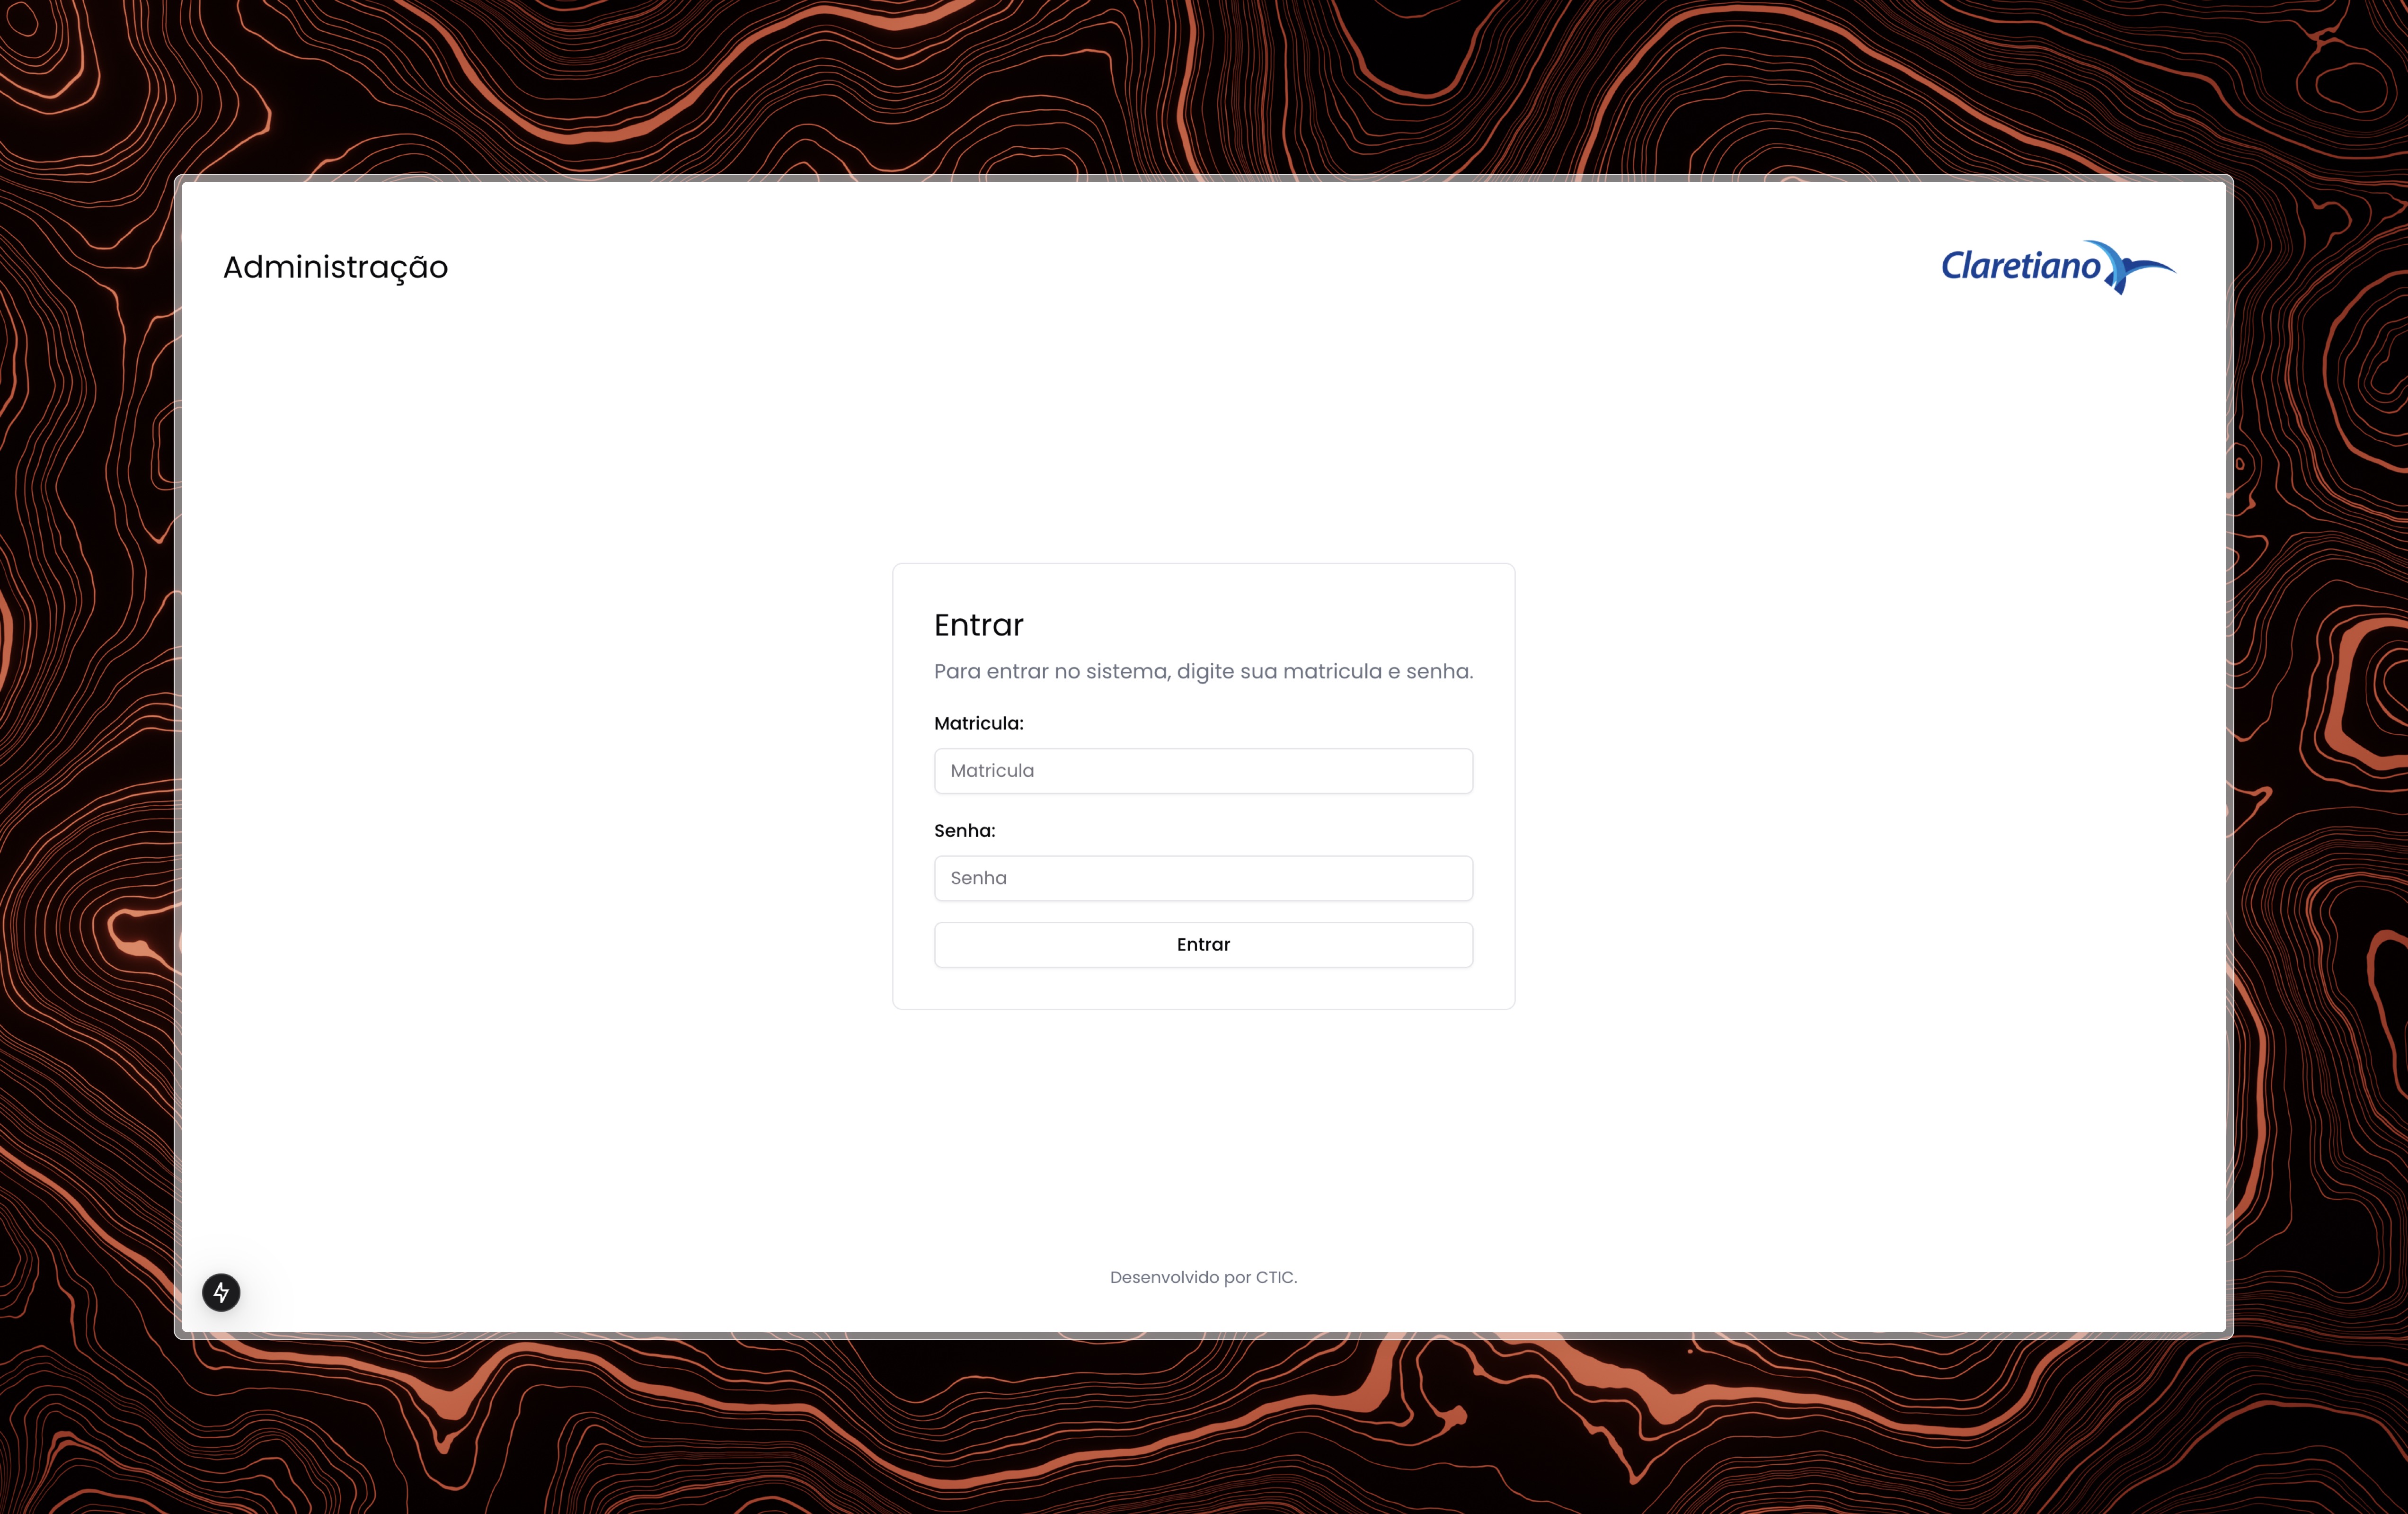 Administração
Claretiano
Entrar
Para entrar no sistema, digite sua matricula e senha.
Matricula:
Matricula
Senha:
Senha
Entrar
Desenvolvido por CTIC.